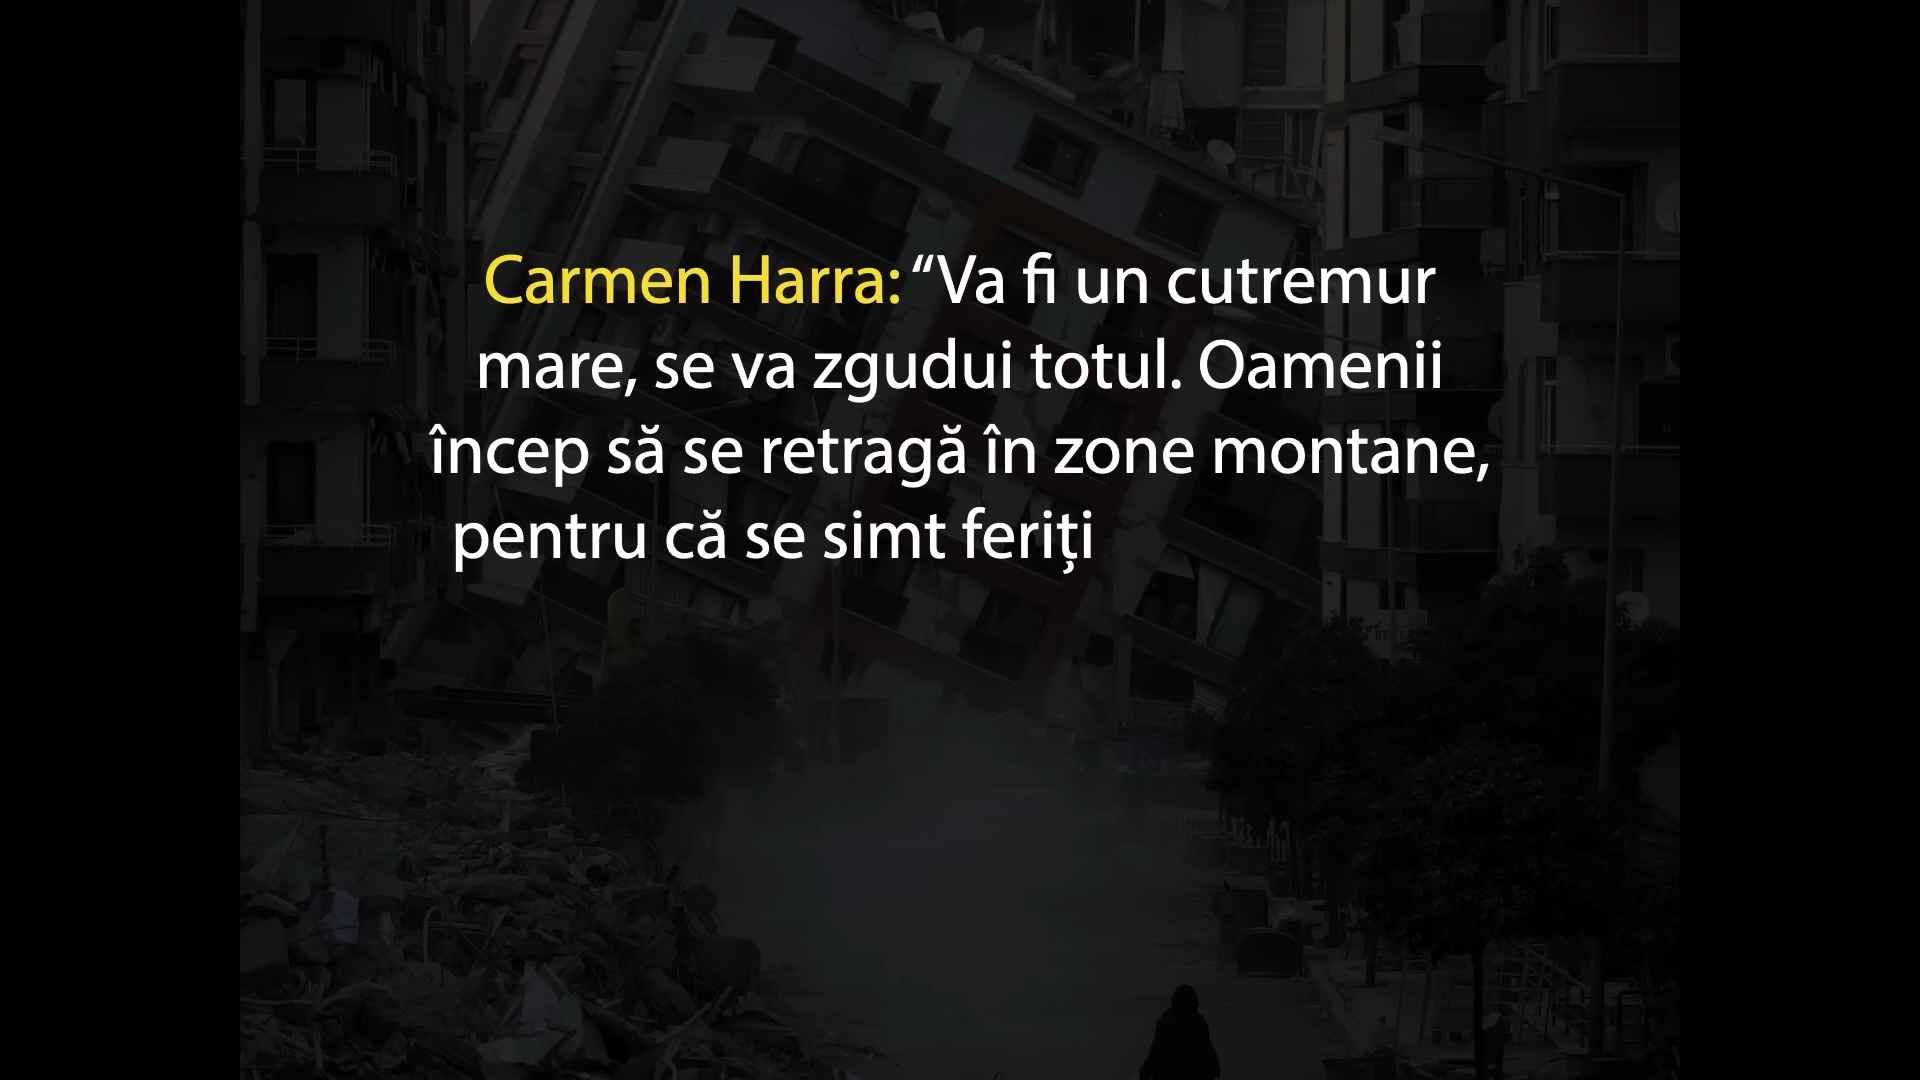 Carmen Harra: “Va fi un cutremur
mare, se va zgudui totul. Oamenii
încep să se retragă în zone montane,
pentru că se simt feriți